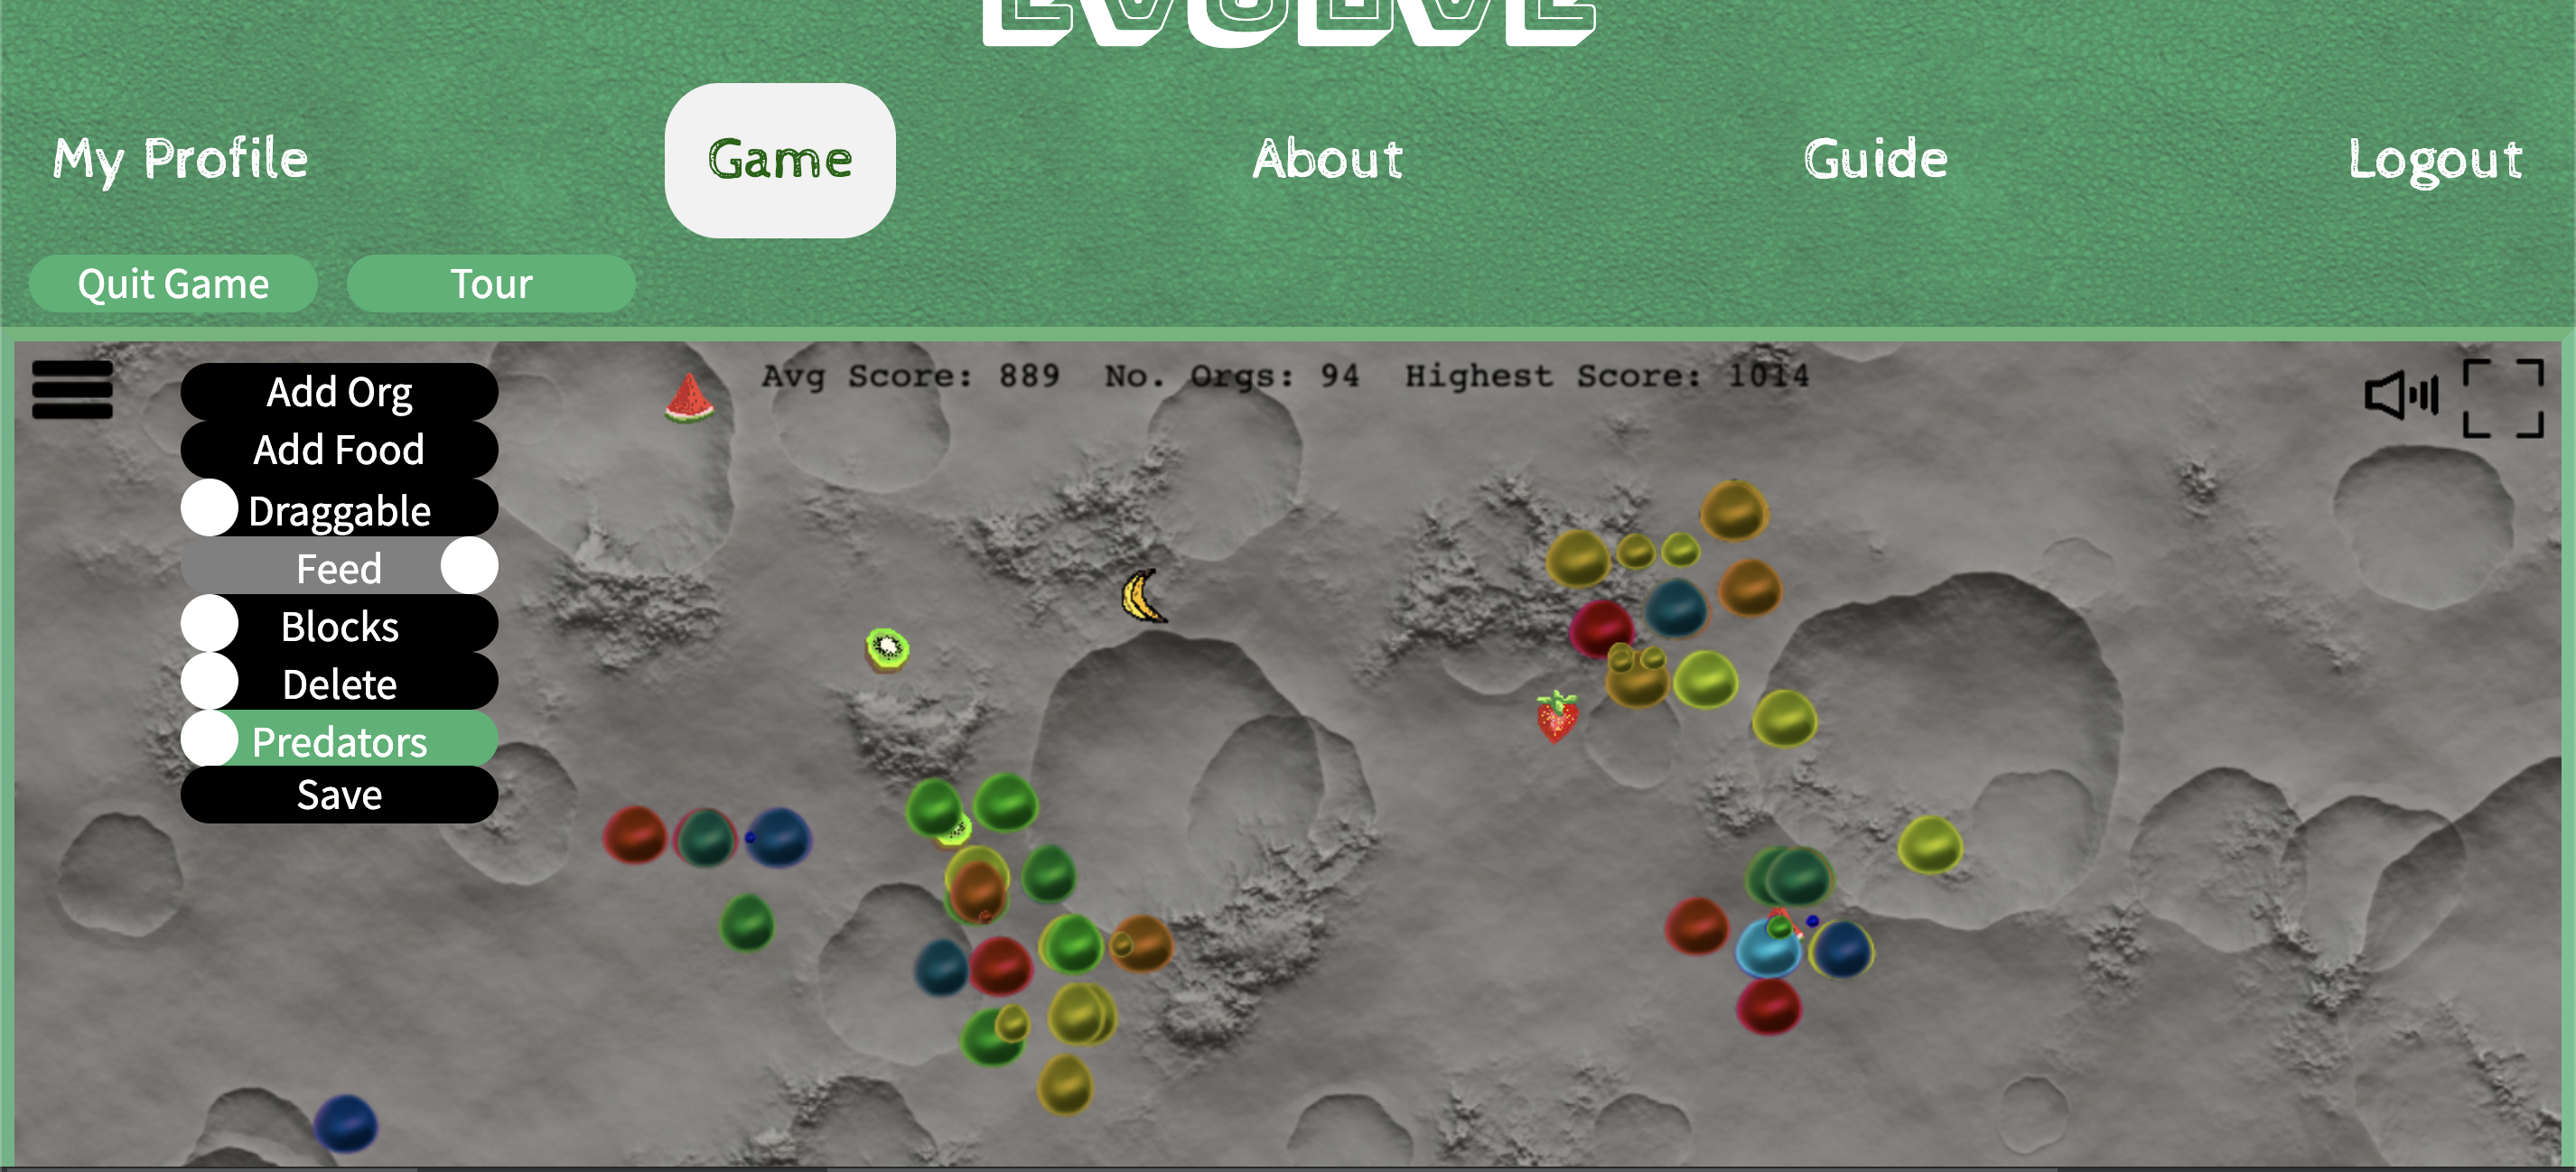 EVOLVE
My Profile Game About Guide Logout
Quit Game Tour
Avg Score: 889 No. Orgs: 94 Highest Score: 1014
Add Org
Add Food
Draggable
Feed
Blocks
Delete
Predators
Save